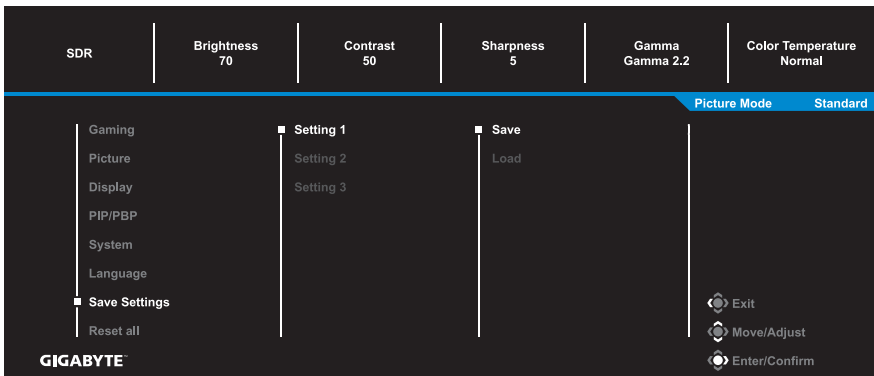 SDR
Brightness
70
Contrast
50
Sharpness
5
Gamma
Gamma 2.2
Color Temperature
Normal
Picture Mode Standard
Gaming
Picture
Display
PIP/PBP
System
Language
Save Settings
Reset all
Setting 1
Setting 2
Setting 3
Save
Load
Exit
Move/Adjust
Enter/Confirm
GIGABYTE™